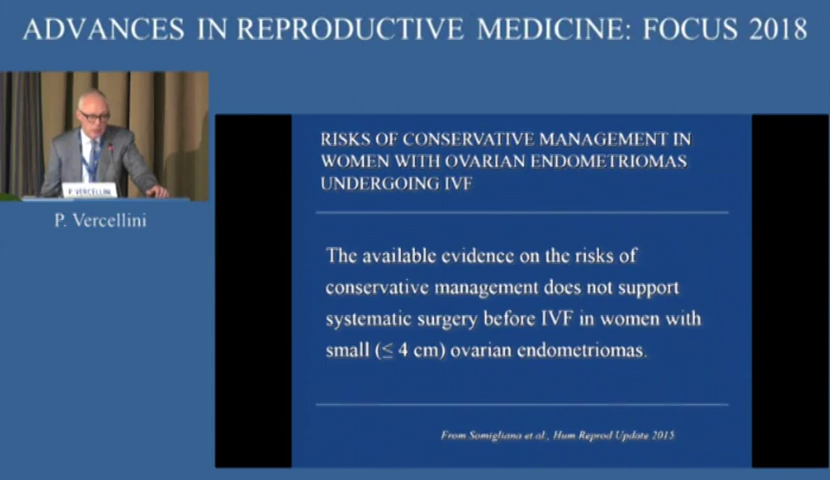 ADVANCES IN REPRODUCTIVE MEDICINE: FOCUS 2018
P. VERCELLINI
P. Vercellini
RISKS OF CONSERVATIVE MANAGEMENT IN
WOMEN WITH OVARIAN ENDOMETRIOMAS
UNDERGOING IVF
The available evidence on the risks of
conservative management does not support
systematic surgery before IVF in women with
small (≤ 4 cm) ovarian endometriomas.
From Somigliana et al., Hum Reprod Update 2015